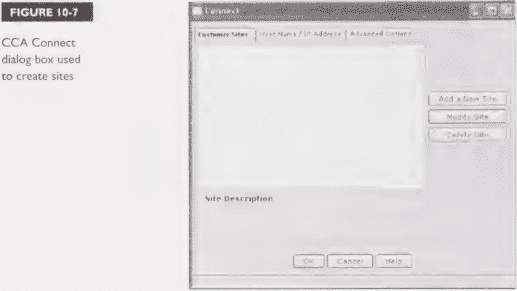 FIGURE 10-7
CCA Connect
dialog box used
to create sites
Connect
Customer Sites
Host Name / IP Address
Advanced Options
Add a New Site
Modify Site
Delete Site
Site Description
OK
Cancel
Help